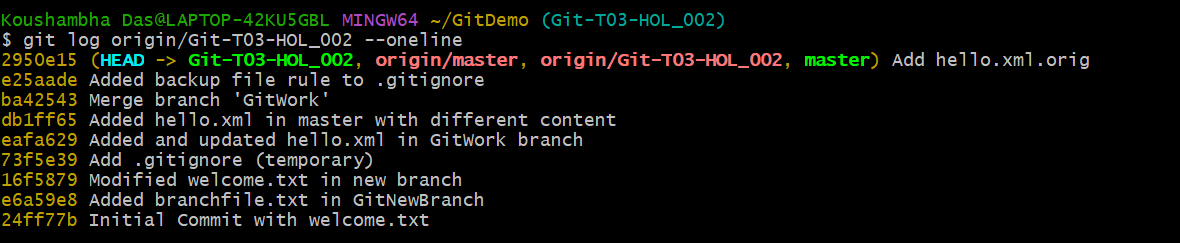 Koushambha Das@LAPTOP-42KU5GBL MINGW64 ~/GitDemo (Git-T03-HOL_002)
$ git log origin/Git-T03-HOL_002 --oneline
2950e15 (HEAD -> Git-T03-HOL_002, origin/master, origin/Git-T03-HOL_002, master) Add hello.xml.orig
e25aade Added backup file rule to .gitignore
ba42543 Merge branch 'GitWork'
db1ff65 Added hello.xml in master with different content
eafa629 Added and updated hello.xml in GitWork branch
73f5e39 Add .gitignore (temporary)
16f5879 Modified welcome.txt in new branch
e6a59e8 Added branchfile.txt in GitNewBranch
24ff77b Initial Commit with welcome.txt